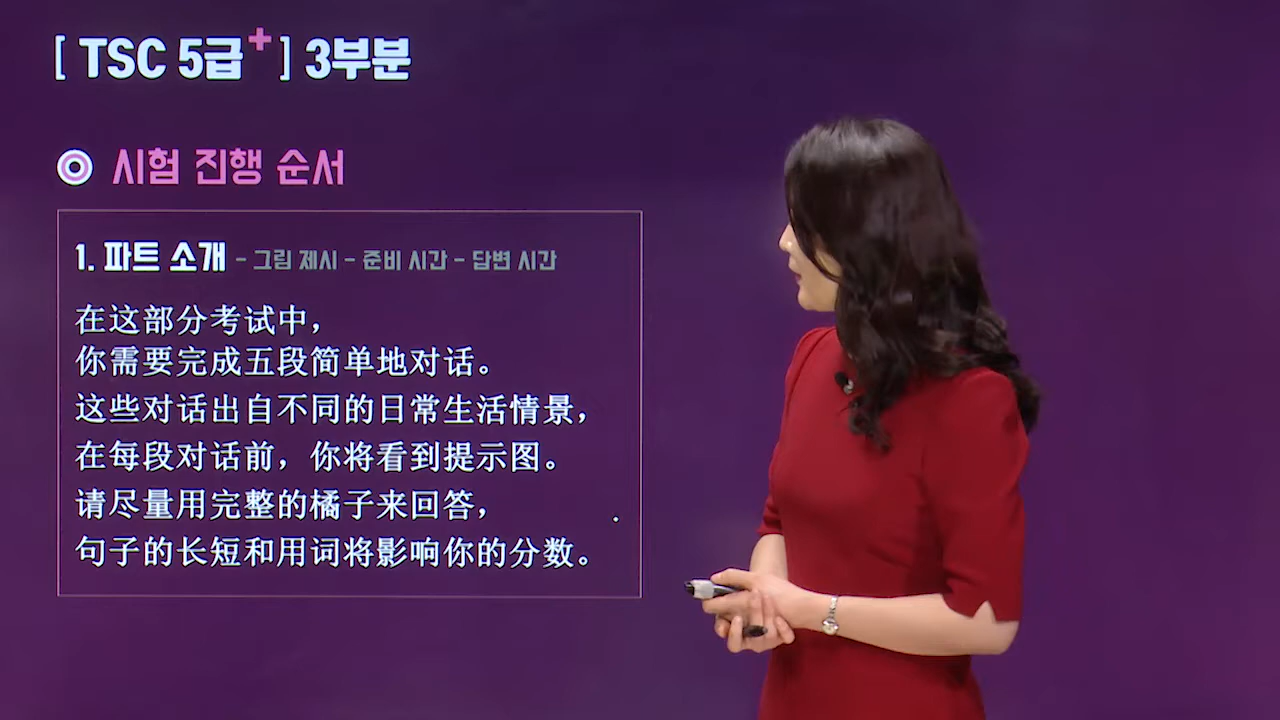 [ TSC 5급+ ] 3부분
시험 진행 순서
1. 파트 소개 - 그림 제시 - 준비 시간 - 답변 시간
在这部分考试中，
你需要完成五段简单地对话。
这些对话出自不同的日常生活情景，
在每段对话前，你将看到提示图。
请尽量用完整的橘子来回答，
句子的长短和用词将影响你的分数。